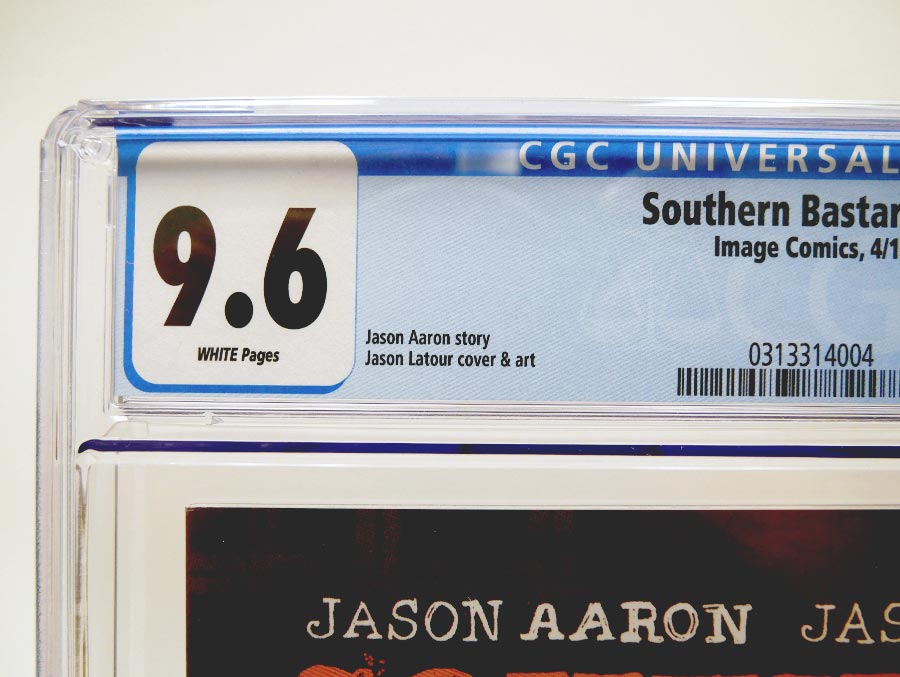 CGC UNIVERSAL
Southern Bastar
Image Comics, 4/1
9.6
WHITE Pages
Jason Aaron story
Jason Latour cover & art
0313314004
JASON AARON JAS